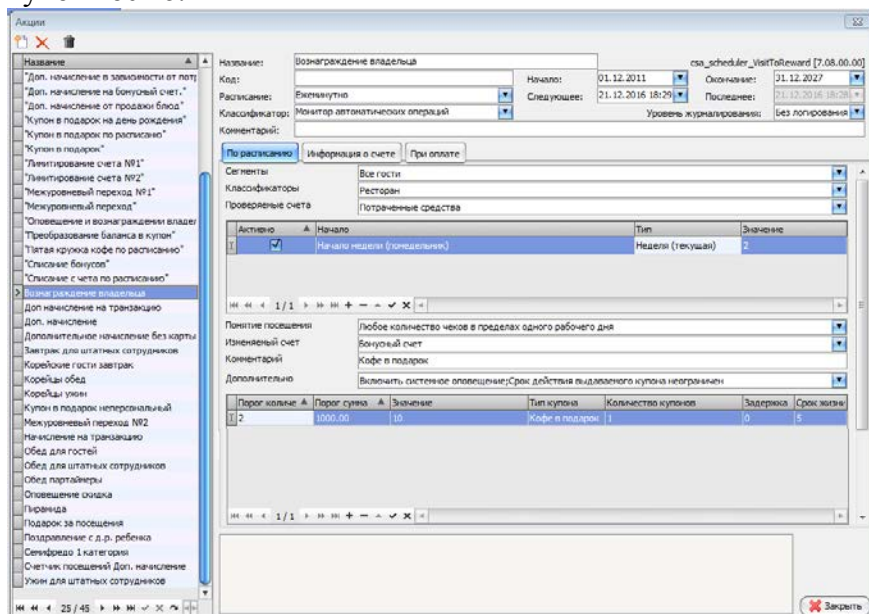 Акции
Название
"Доп. начисление в зависимости от потр
"Доп. начисление на бонусный счет."
"Доп. начисление от продажи блюд"
"Купон в подарок на день рождения"
"Купон в подарок по расписанию"
"Купон в подарок"
"Лимитирование счета №1"
"Лимитирование счета №2"
"Межуровневый переход №1"
"Межуровневый переход"
"Оповещение и вознаграждении владел
"Преобразование баланса в купон"
"Пятая кружка кофе по расписанию"
"Списание бонусов"
"Списание с чета по расписанию"
Вознаграждение владельца
Доп начисление на транзакцию
Доп. начисление
Дополнительное начисление без карты
Завтрак для штатных сотрудников
Корейские гости завтрак
Корейцы обед
Корейцы ужин
Купон в подарок неперсональный
Межуровневый переход №2
Начисление на транзакцию
Обед для гостей
Обед для штатных сотрудников
Обед партайнеры
Оповещение скидка
Пирамида
Подарок за посещения
Поздравление с д.р. ребенка
Семифредо 1 категория
Счетчик посещений Доп. начисление
Ужин для штатных сотрудников
25 / 45
Название: Вознаграждение владельца csa_scheduler_VisitToReward [7.08.00.00]
Код: Начало: 01.12.2011 Окончание: 31.12.2027
Расписание: Ежеминутно Следующее: 21.12.2016 18:29 Последнее: 21.12.2016 18:28
Классификатор: Монитор автоматических операций Уровень журналирования: Без логирования
Комментарий:
По расписанию Информация о счете При оплате
Сегменты Все гости
Классификаторы Ресторан
Проверяемые счета Потраченные средства
Активно Начало Тип Значение
Начало недели (понедельник) Неделя (текущая) 2
1 / 1
Понятие посещения Любое количество чеков в пределах одного рабочего дня
Изменяемый счет Бонусный счет
Комментарий Кофе в подарок
Дополнительно Включить системное оповещение;Срок действия выдаваемого купона неограничен
Порог количе Порог сумма Значение Тип купона Количество купонов Задержка Срок жизни
2 1000.00 10 Кофе в подарок 1 0 5
1 / 1
Закрыть